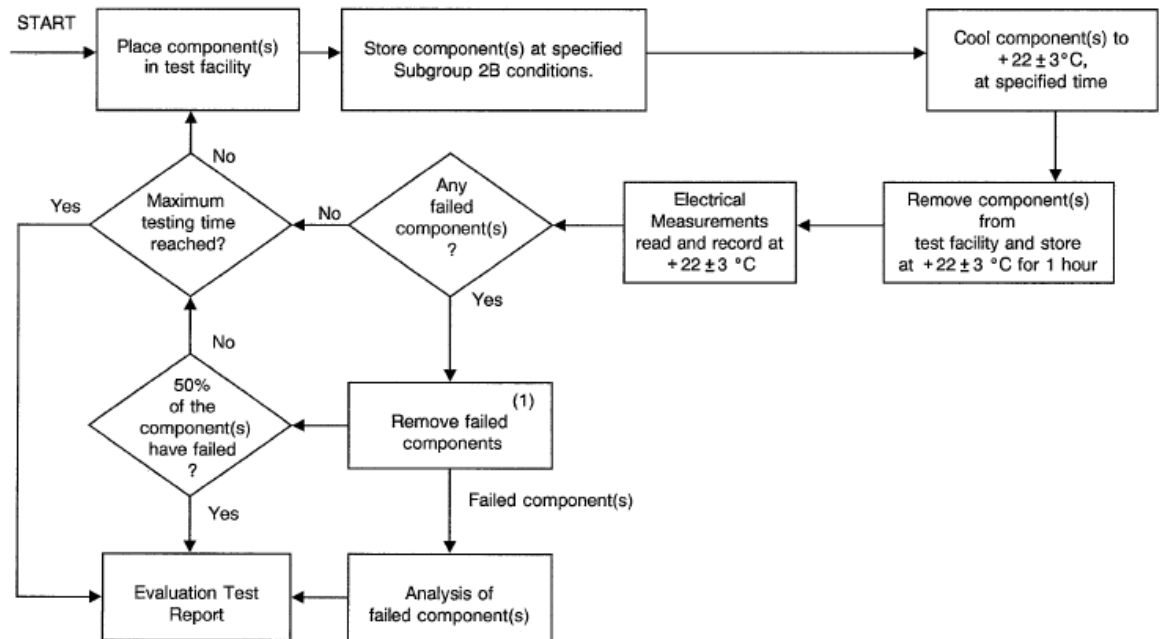 START
Place component(s)
in test facility
Store component(s) at specified
Subgroup 2B conditions.
Cool component(s) to
+22±3°C,
at specified time
No
Yes
Maximum
testing time
reached?
No
Any
failed
component(s)
?
Electrical
Measurements
read and record at
+22±3 °C
Remove component(s)
from
test facility and store
at +22±3 °C for 1 hour
Yes
No
50%
of the
component(s)
have failed
?
(1)
Remove failed
components
Failed component(s)
Yes
Evaluation Test
Report
Analysis of
failed component(s)